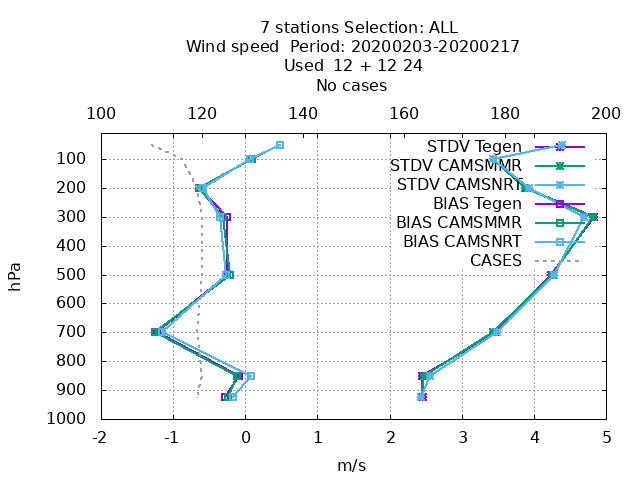 7 stations Selection: ALL
Wind speed  Period: 20200203-20200217
Used  12 + 12 24
No cases
100 120 140 160 180 200
STDV Tegen
STDV CAMSMMR
STDV CAMSNRT
BIAS Tegen
BIAS CAMSMMR
BIAS CAMSNRT
CASES
100
200
300
400
500
600
700
800
900
1000
hPa
-2 -1 0 1 2 3 4 5
m/s